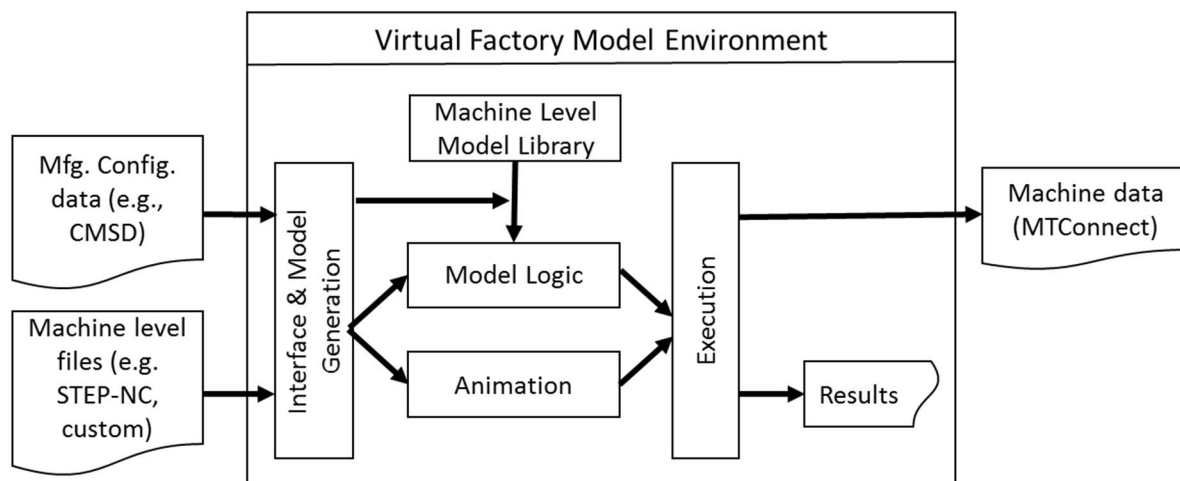 Virtual Factory Model Environment
Mfg. Config.
data (e.g.,
CMSD)
Machine level
files (e.g.
STEP-NC,
custom)
Interface & Model
Generation
Machine Level
Model Library
Model Logic
Animation
Execution
Machine data
(MTConnect)
Results